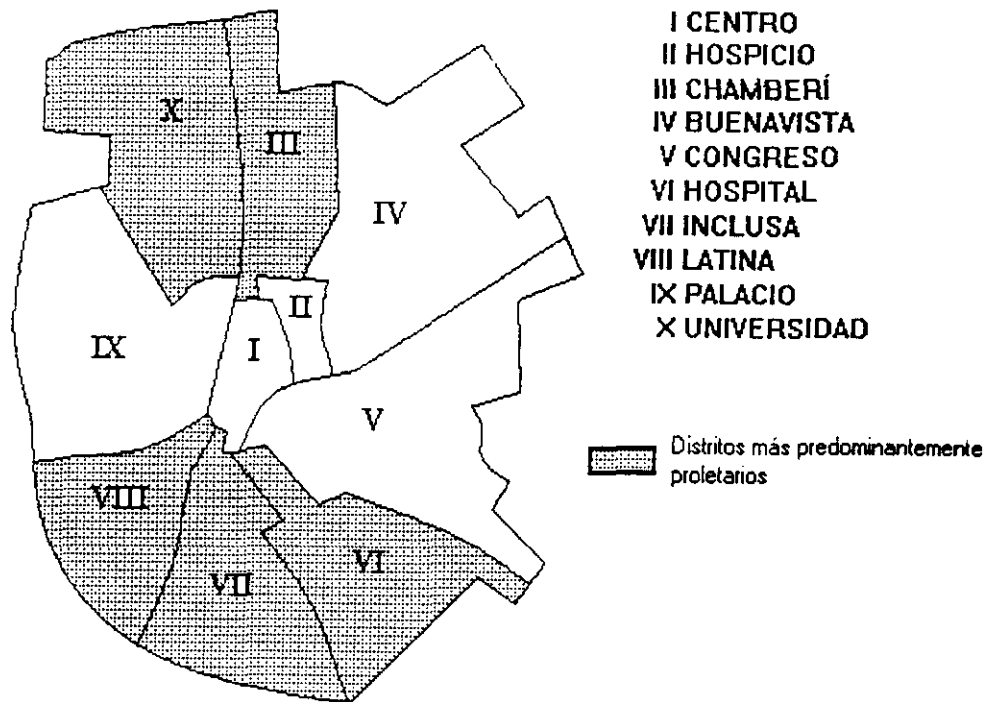 I CENTRO
II HOSPICIO
III CHAMBERÍ
IV BUENAVISTA
V CONGRESO
VI HOSPITAL
VII INCLUSA
VIII LATINA
IX PALACIO
X UNIVERSIDAD
X
III
IV
II
IX
I
V
Distritos más predominantemente
proletarios
VIII
VII
VI